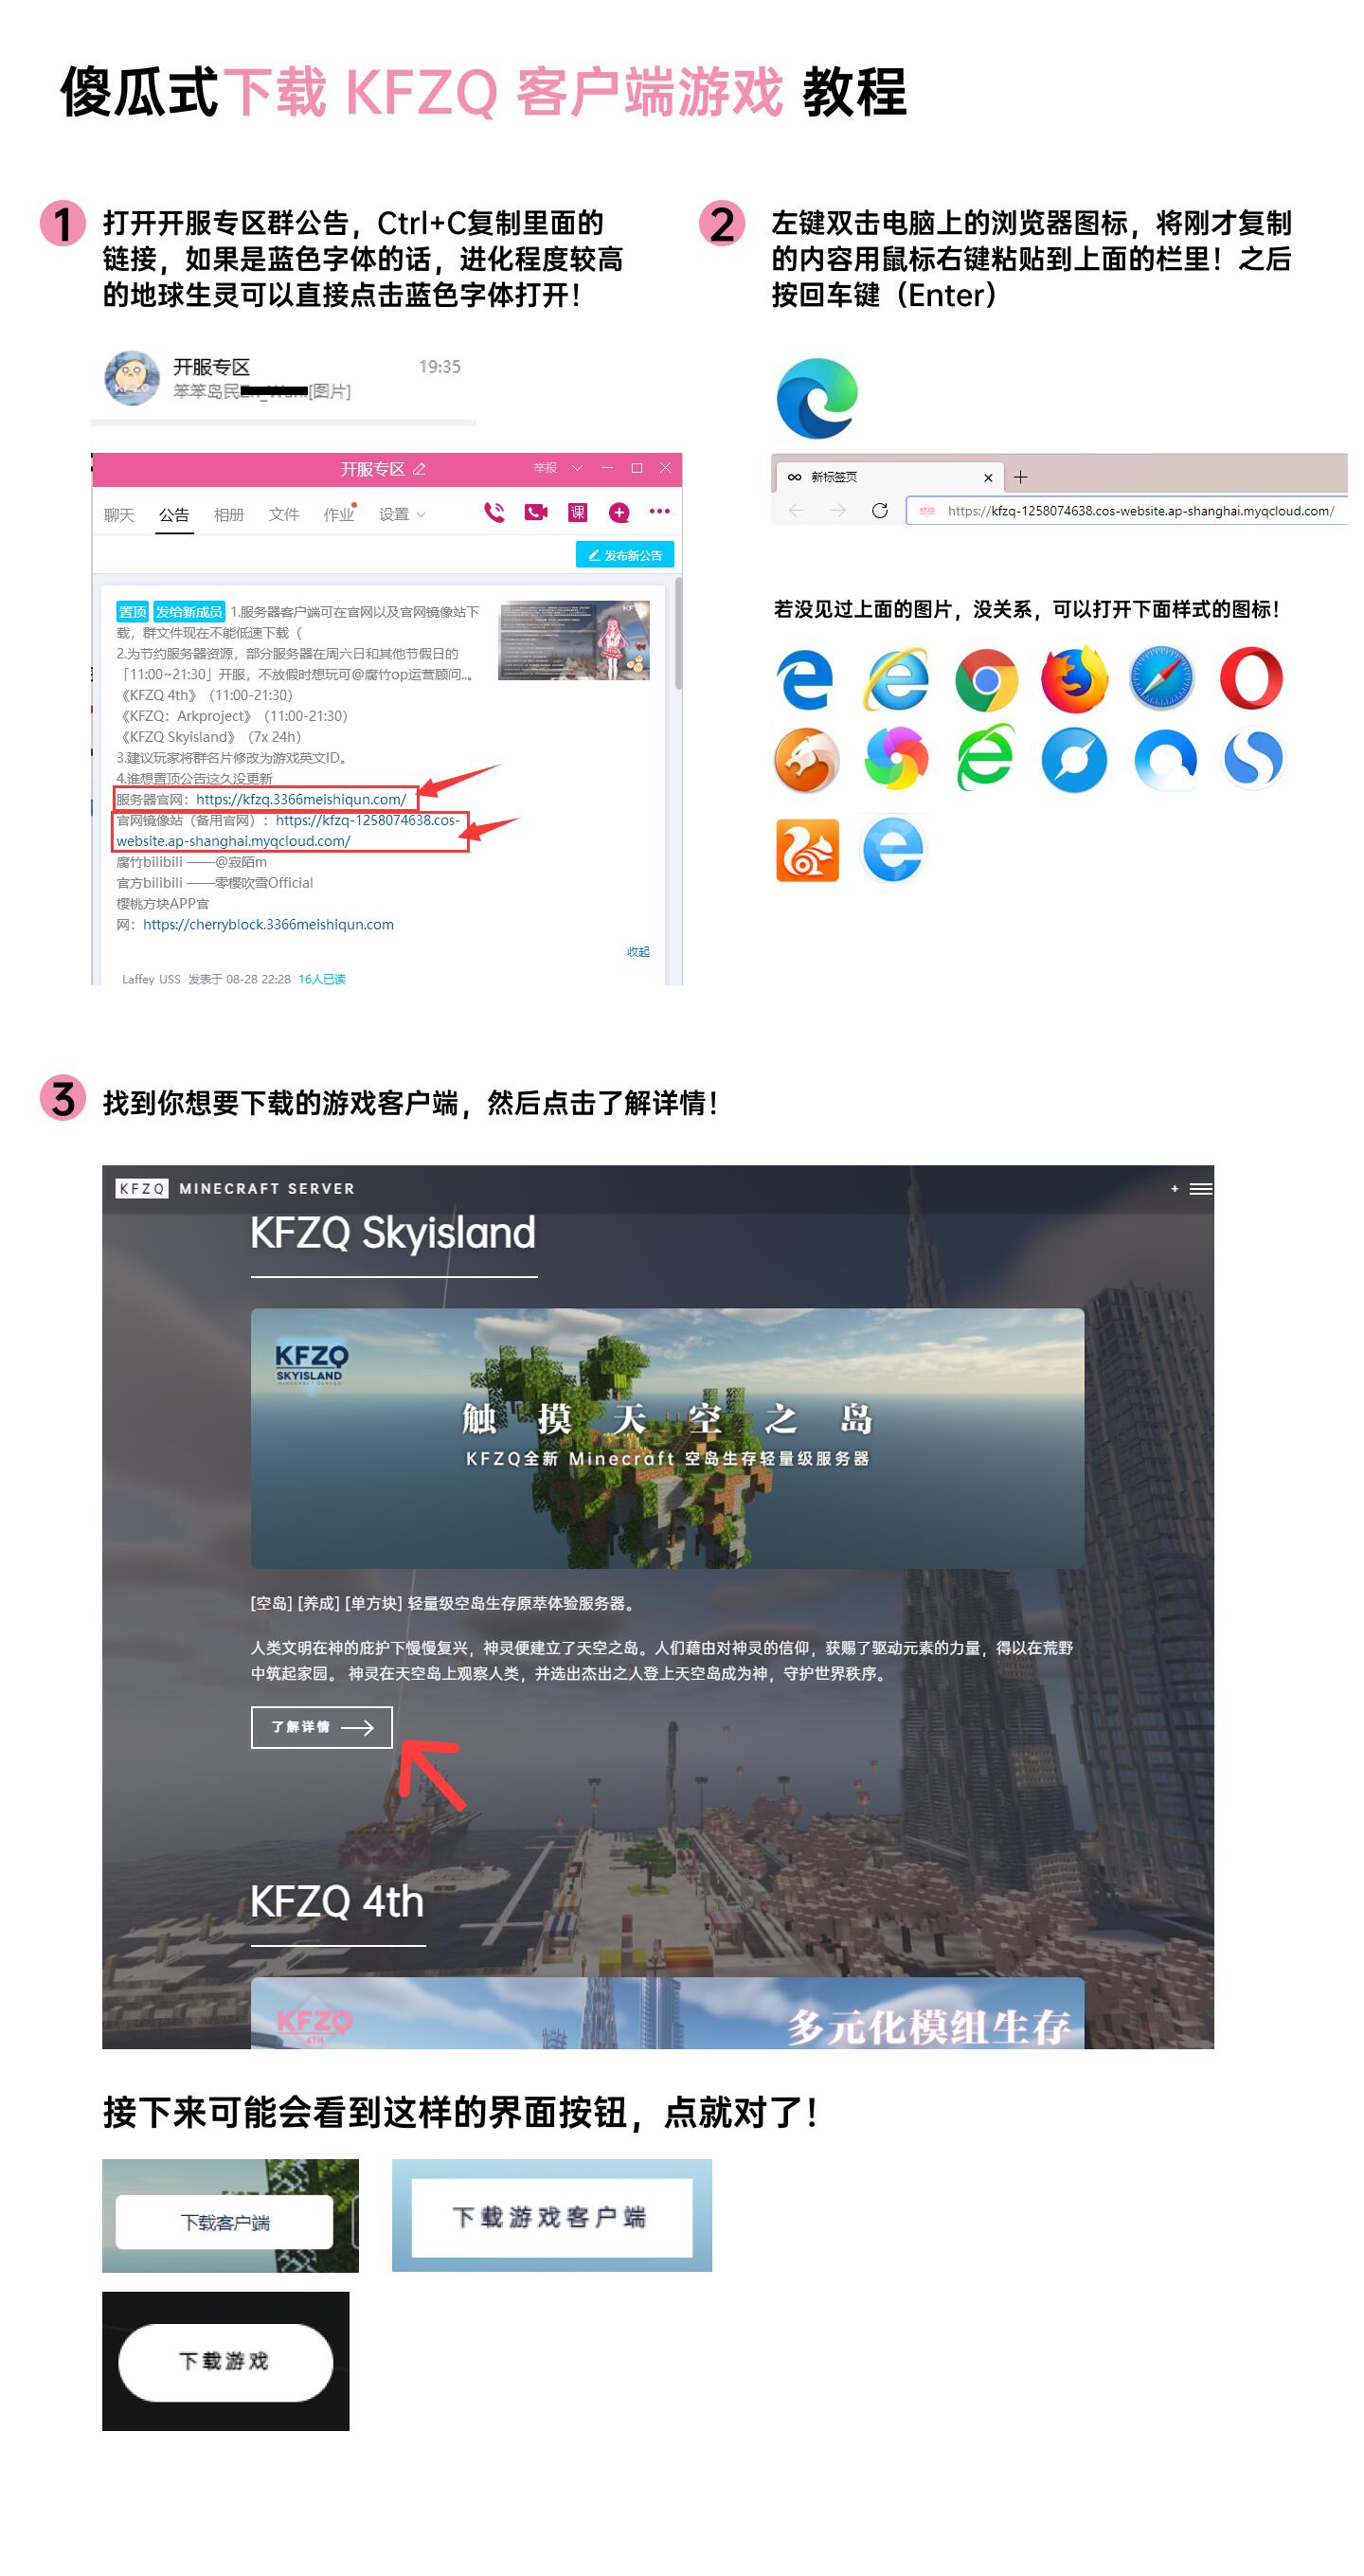 傻瓜式下载 KFZQ 客户端游戏 教程
1
打开开服专区群公告，Ctrl+C复制里面的
链接，如果是蓝色字体的话，进化程度较高
的地球生灵可以直接点击蓝色字体打开！
开服专区
19:35
笨笨岛民
[图片]
开服专区
举报
聊天
公告
相册
文件
作业
设置
课
发布新公告
置顶 发给新成员 1.服务器客户端可在官网以及官网镜像站下
载，群文件现在不能低速下载（
2.为节约服务器资源，部分服务器在周六日和其他节假日的
「11:00~21:30」开服，不放假时想玩可@腐竹op运营顾问..。
《KFZQ 4th》（11:00-21:30）
《KFZQ：Arkproject》（11:00-21:30）
《KFZQ Skyisland》（7x 24h）
3.建议玩家将群名片修改为游戏英文ID。
4.谁想置顶公告这久没更新
服务器官网：https://kfzq.3366meishiqun.com/
官网镜像站（备用官网）：https://kfzq-1258074638.cos-
website.ap-shanghai.myqcloud.com/
腐竹bilibili ——@寂陌m
官方bilibili ——零樱吹雪Official
樱桃方块APP官
网：https://cherryblock.3366meishiqun.com
收起
Laffey USS 发表于 08-28 22:28 16人已读
2
左键双击电脑上的浏览器图标，将刚才复制
的内容用鼠标右键粘贴到上面的栏里！之后
按回车键（Enter）
新标签页
https://kfzq-1258074638.cos-website.ap-shanghai.myqcloud.com/
若没见过上面的图片，没关系，可以打开下面样式的图标！
3
找到你想要下载的游戏客户端，然后点击了解详情！
KFZQ MINECRAFT SERVER
KFZQ Skyisland
KFZQ
SKYISLAND
MINECRAFT SERVER
触摸天空之岛
KFZQ全新 Minecraft 空岛生存轻量级服务器
[空岛] [养成] [单方块] 轻量级空岛生存原萃体验服务器。
人类文明在神的庇护下慢慢复兴，神灵便建立了天空之岛。人们藉由对神灵的信仰，获赐了驱动元素的力量，得以在荒野
中筑起家园。 神灵在天空岛上观察人类，并选出杰出之人登上天空岛成为神，守护世界秩序。
了解详情
KFZQ 4th
KFZQ
4TH
多元化模组生存
接下来可能会看到这样的界面按钮，点就对了！
下载客户端
下载游戏客户端
下载游戏